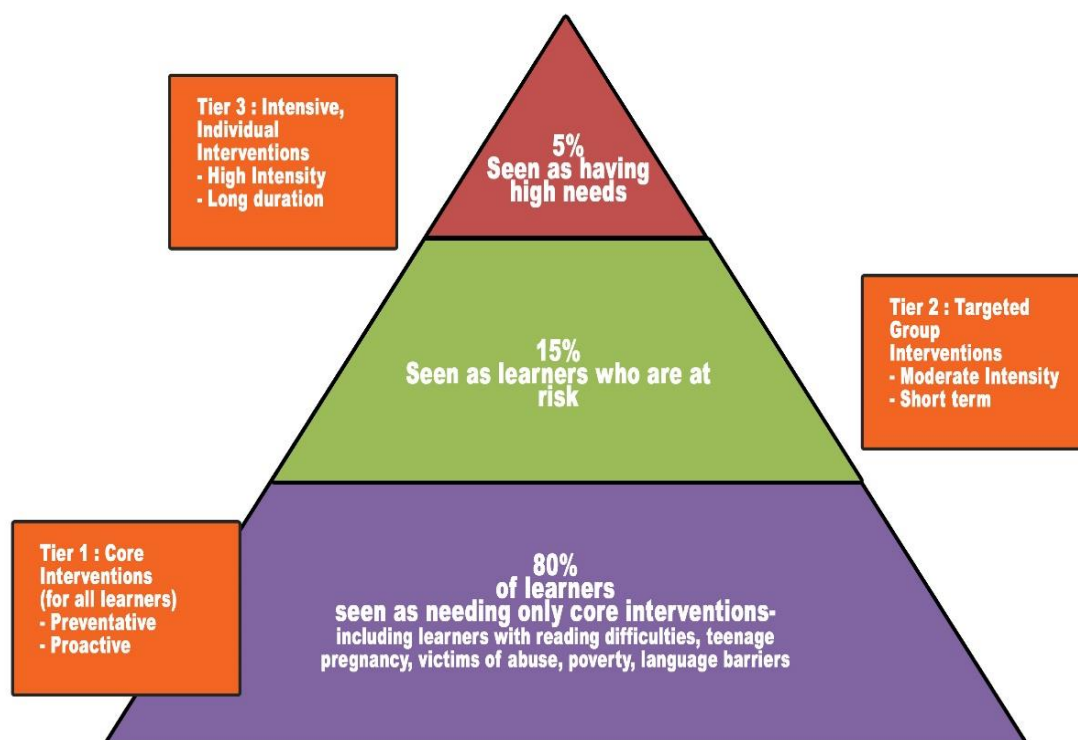 Tier 3 : Intensive,
Individual
Interventions
- High Intensity
- Long duration
5%
Seen as having
high needs
Tier 2 : Targeted
Group
Interventions
- Moderate Intensity
- Short term
15%
Seen as learners who are at
risk
Tier 1 : Core
Interventions
(for all learners)
- Preventative
- Proactive
80%
of learners
seen as needing only core interventions-
including learners with reading difficulties, teenage
pregnancy, victims of abuse, poverty, language barriers